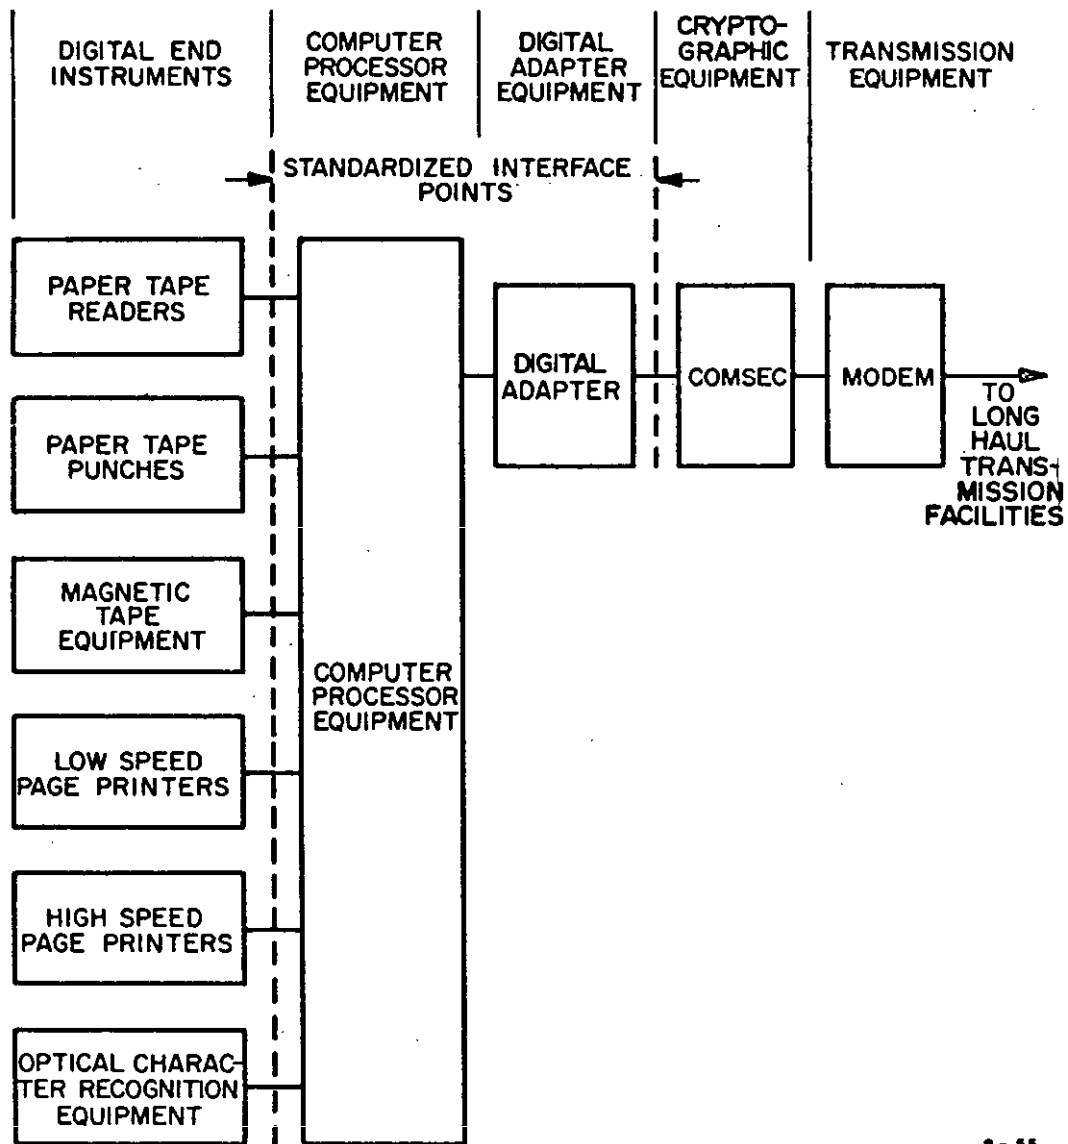 DIGITAL END
INSTRUMENTS
COMPUTER
PROCESSOR
EQUIPMENT
DIGITAL
ADAPTER
EQUIPMENT
CRYPTO-
GRAPHIC
EQUIPMENT
TRANSMISSION
EQUIPMENT
STANDARDIZED INTERFACE
POINTS
PAPER TAPE
READERS
PAPER TAPE
PUNCHES
MAGNETIC
TAPE
EQUIPMENT
LOW SPEED
PAGE PRINTERS
HIGH SPEED
PAGE PRINTERS
OPTICAL CHARAC-
TER RECOGNITION
EQUIPMENT
COMPUTER
PROCESSOR
EQUIPMENT
DIGITAL
ADAPTER
COMSEC
MODEM
TO
LONG
HAUL
TRANS-
MISSION
FACILITIES